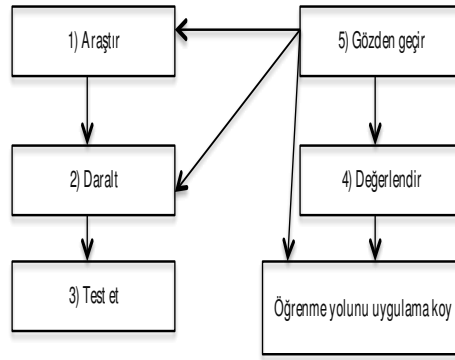 1) Araştır
5) Gözden geçir
2) Daralt
4) Değerlendir
3) Test et
Öğrenme yolunu uygulama koy